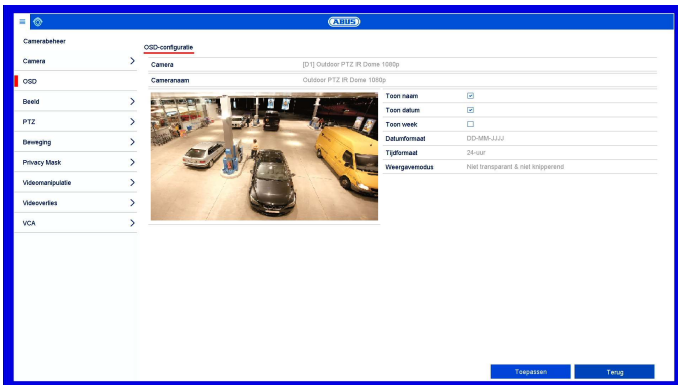 ABUS
Camerabeheer
OSD-configuratie
Camera
OSD
Beeld
PTZ
Beweging
Privacy Mask
Videomanipulatie
Videoverlies
VCA
Camera [D1] Outdoor PTZ IR Dome 1080p
Cameranaam Outdoor PTZ IR Dome 1080p
Toon naam
Toon datum
Toon week
Datumformaat DD-MM-JJJJ
Tijdformaat 24-uur
Weergavemodus Niet transparant & niet knipperend
Toepassen
Terug